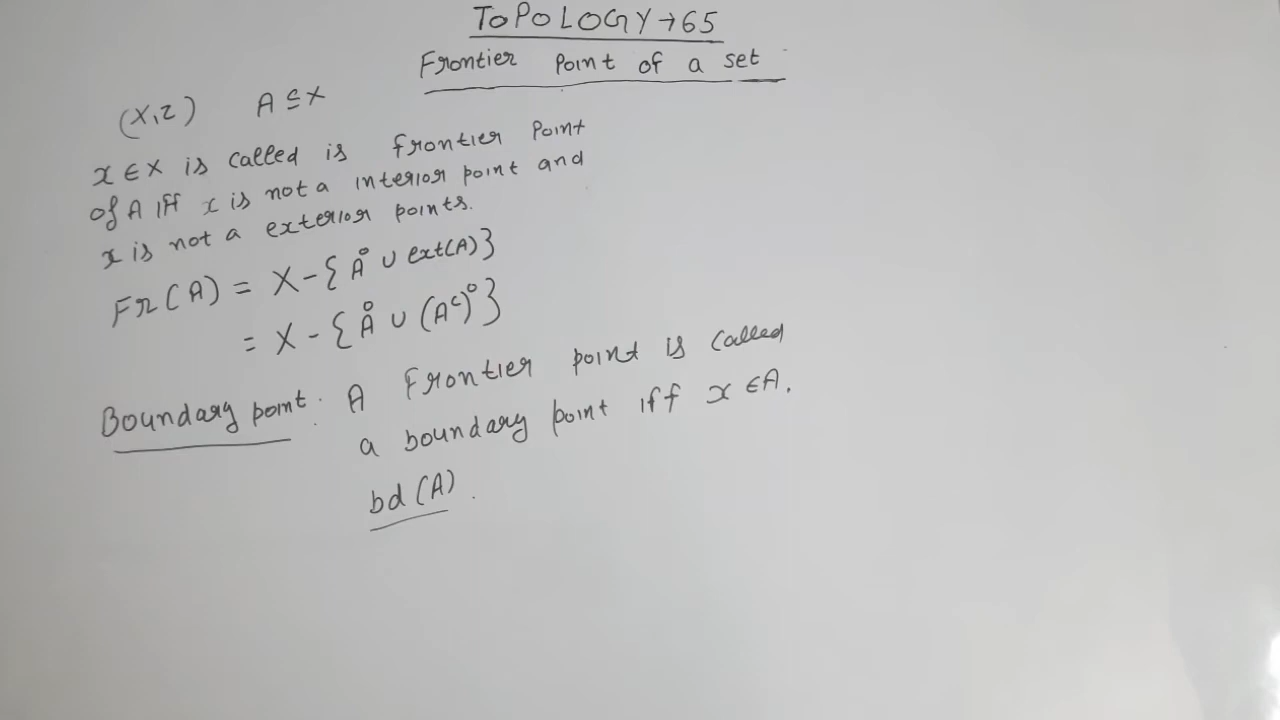 TOPOLOGY→65
Frontier Point of a set
(X,τ) A⊆X
x∈X is called is frontier Point
of A iff x is not a interior point and
x is not a exterior points.
Fr(A) = X-{Å ∪ ext(A)}
= X-{Å ∪ (Aᶜ)°}
Boundary point: A Frontier point is called
a boundary point iff x∈A.
bd(A).